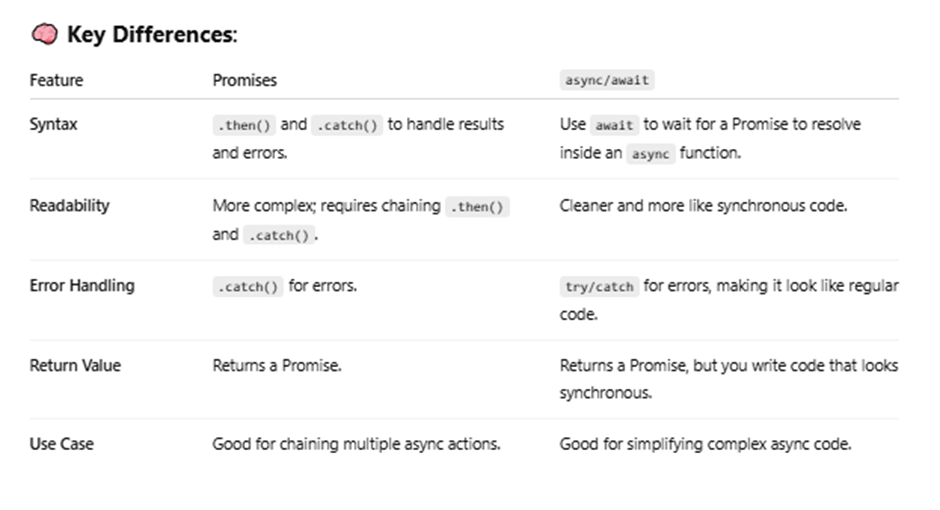 🧠 Key Differences:
Feature Promises async/await
Syntax .then() and .catch() to handle results Use await to wait for a Promise to resolve
and errors. inside an async function.
Readability More complex; requires chaining .then() Cleaner and more like synchronous code.
and .catch().
Error Handling .catch() for errors. try/catch for errors, making it look like regular
code.
Return Value Returns a Promise. Returns a Promise, but you write code that looks
synchronous.
Use Case Good for chaining multiple async actions. Good for simplifying complex async code.